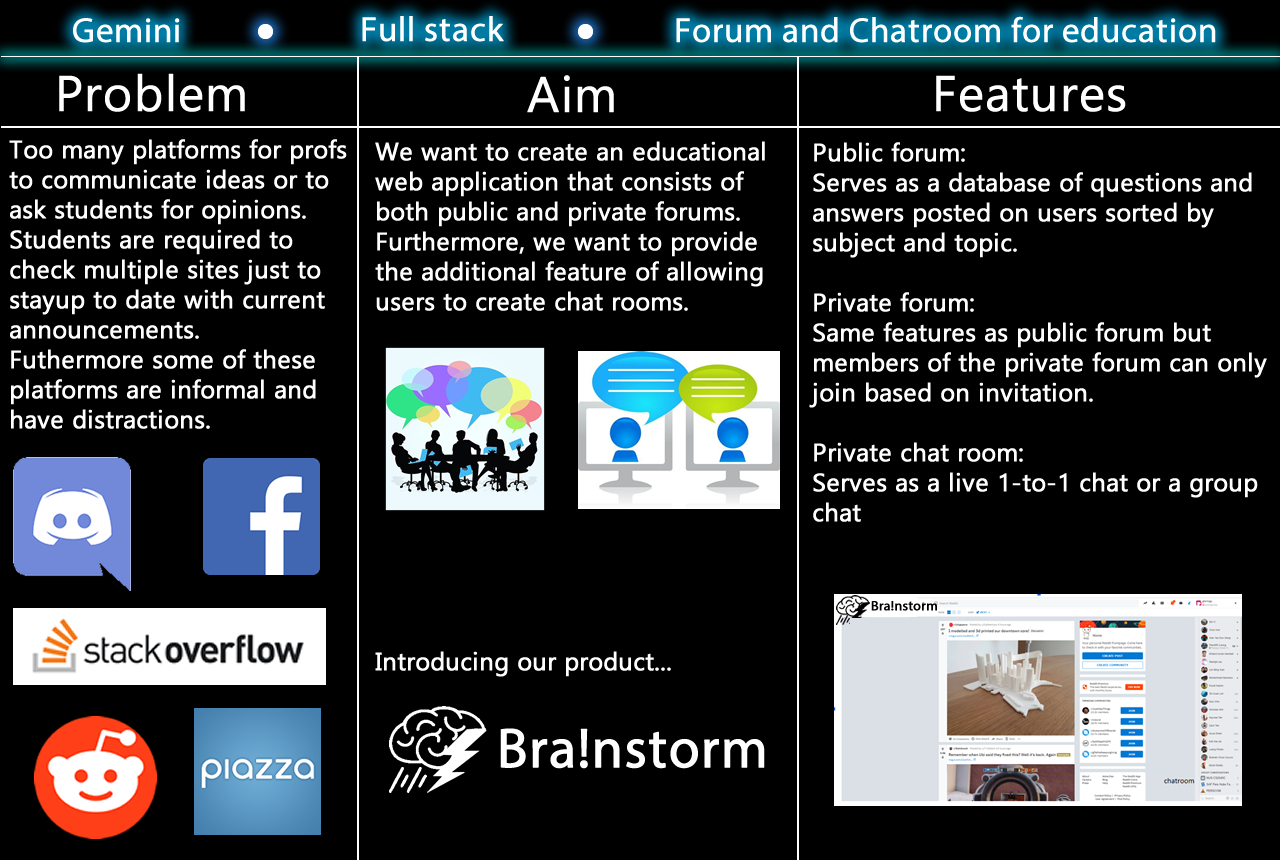 Gemini • Full stack • Forum and Chatroom for education
Problem
Too many platforms for profs
to communicate ideas or to
ask students for opinions.
Students are required to
check multiple sites just to
stayup to date with current
announcements.
Futhermore some of these
platforms are informal and
have distractions.
stackoverflow
piazza
Aim
We want to create an educational
web application that consists of
both public and private forums.
Furthermore, we want to provide
the additional feature of allowing
users to create chat rooms.
Introducing our product...
Bra!nstorm
Features
Public forum:
Serves as a database of questions and
answers posted on users sorted by
subject and topic.
Private forum:
Same features as public forum but
members of the private forum can only
join based on invitation.
Private chat room:
Serves as a live 1-to-1 chat or a group
chat
Bra!nstorm
I modelled and 3d printed our downtown
Home
CREATE POST
CREATE COMMUNITY
Remember when Ubi said they fixed this? Well it's back. Again
chatroom